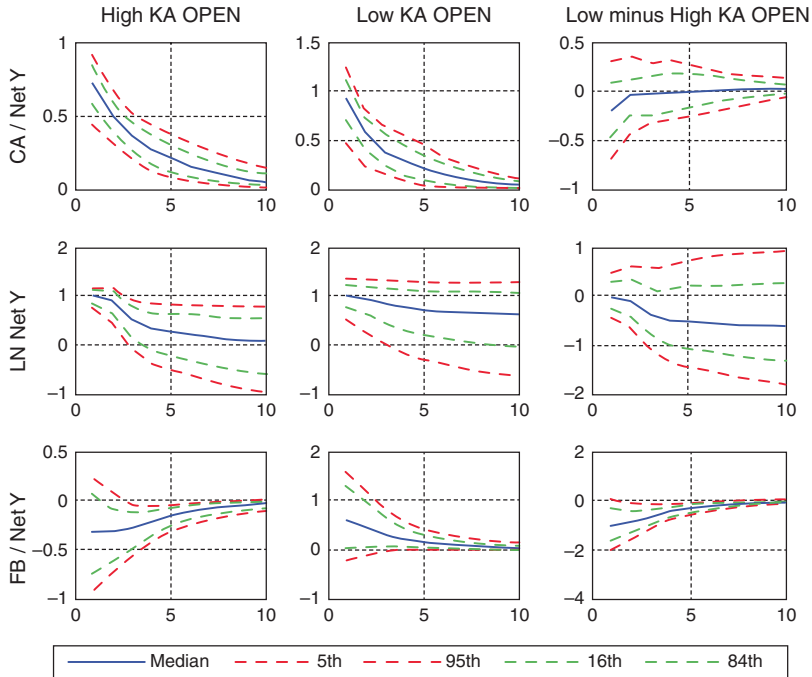 High KA OPEN Low KA OPEN Low minus High KA OPEN
CA / Net Y
1 1.5 0.5
1 0
0.5
0.5 –0.5
0 0 –1
0 5 10 0 5 10 0 5 10
LN Net Y
2 2 1
1 1 0
0 0 –1
–1 –1 –2
0 5 10 0 5 10 0 5 10
FB / Net Y
0.5 2 2
0 1 0
–0.5 0 –2
–1 –1 –4
0 5 10 0 5 10 0 5 10
Median 5th 95th 16th 84th